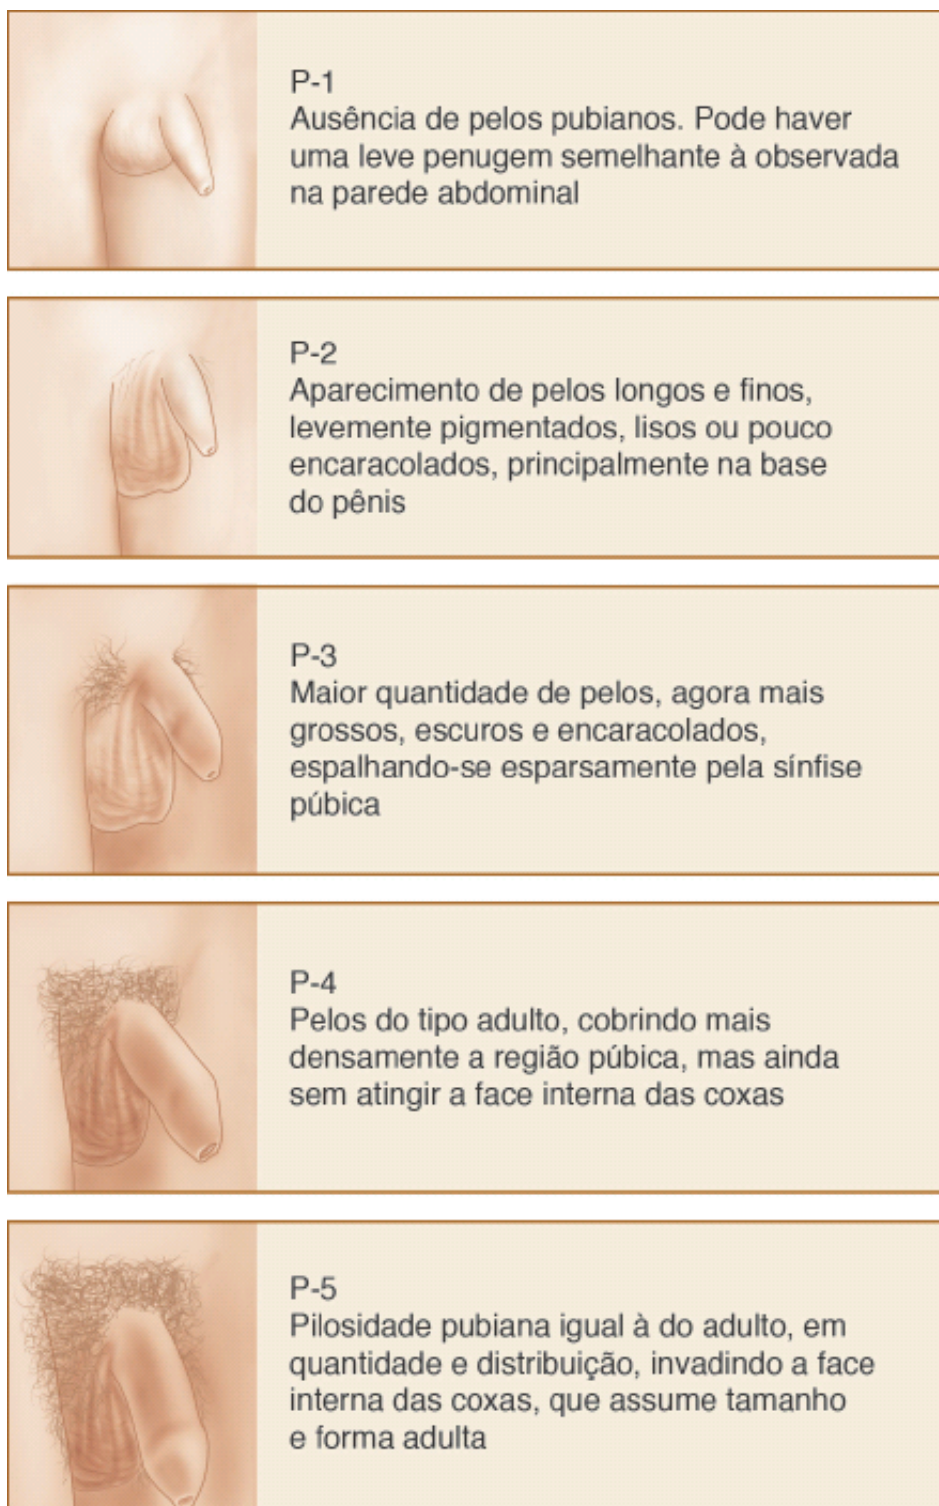 P-1
Ausência de pelos pubianos. Pode haver
uma leve penugem semelhante à observada
na parede abdominal
P-2
Aparecimento de pelos longos e finos,
levemente pigmentados, lisos ou pouco
encaracolados, principalmente na base
do pênis
P-3
Maior quantidade de pelos, agora mais
grossos, escuros e encaracolados,
espalhando-se esparsamente pela sínfise
púbica
P-4
Pelos do tipo adulto, cobrindo mais
densamente a região púbica, mas ainda
sem atingir a face interna das coxas
P-5
Pilosidade pubiana igual à do adulto, em
quantidade e distribuição, invadindo a face
interna das coxas, que assume tamanho
e forma adulta